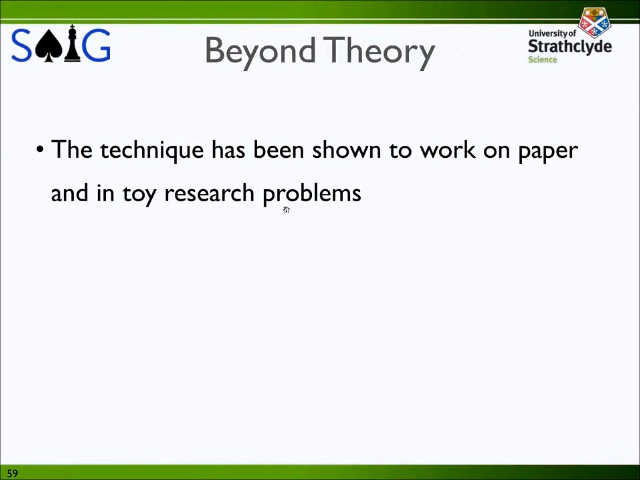 SAIG
Beyond Theory
University of
Strathclyde
Science
• The technique has been shown to work on paper
and in toy research problems
59